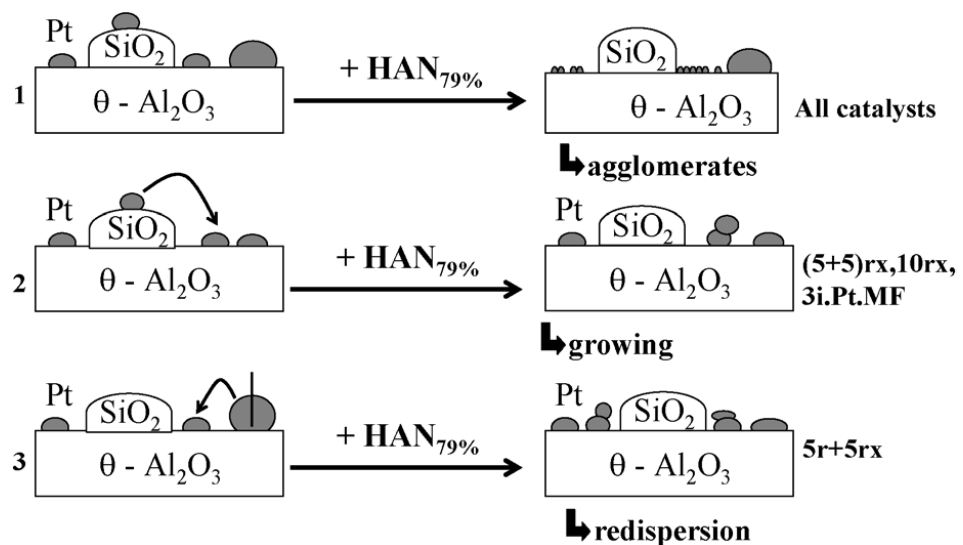 Pt
SiO2
+ HAN79%
SiO2
1
θ - Al2O3
θ - Al2O3
All catalysts
agglomerates
Pt
SiO2
+ HAN79%
Pt
SiO2
2
θ - Al2O3
θ - Al2O3
(5+5)rx,10rx,
3i.Pt.MF
growing
Pt
SiO2
+ HAN79%
Pt
SiO2
3
θ - Al2O3
θ - Al2O3
5r+5rx
redispersion